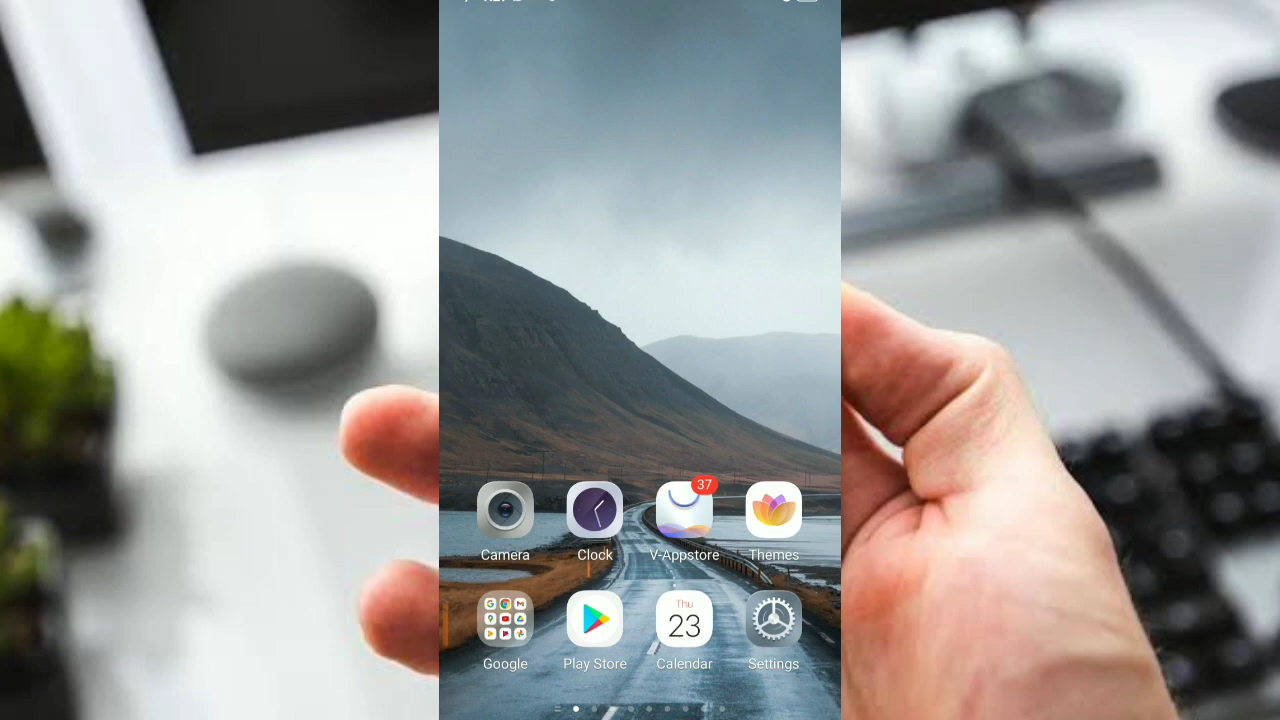 37
Camera Clock V-Appstore Themes
Thu
23
Google Play Store Calendar Settings